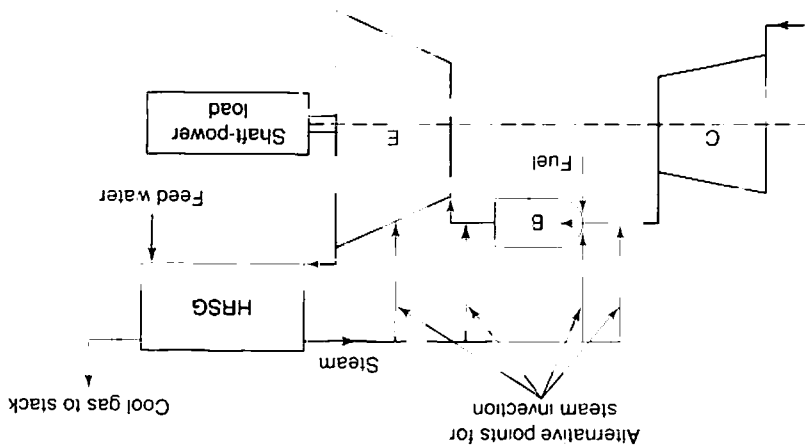 Alternative points for
steam invection
Cool gas to stack
Steam
HRSG
B
Feed water
Fuel
C
E
Shaft-power
load